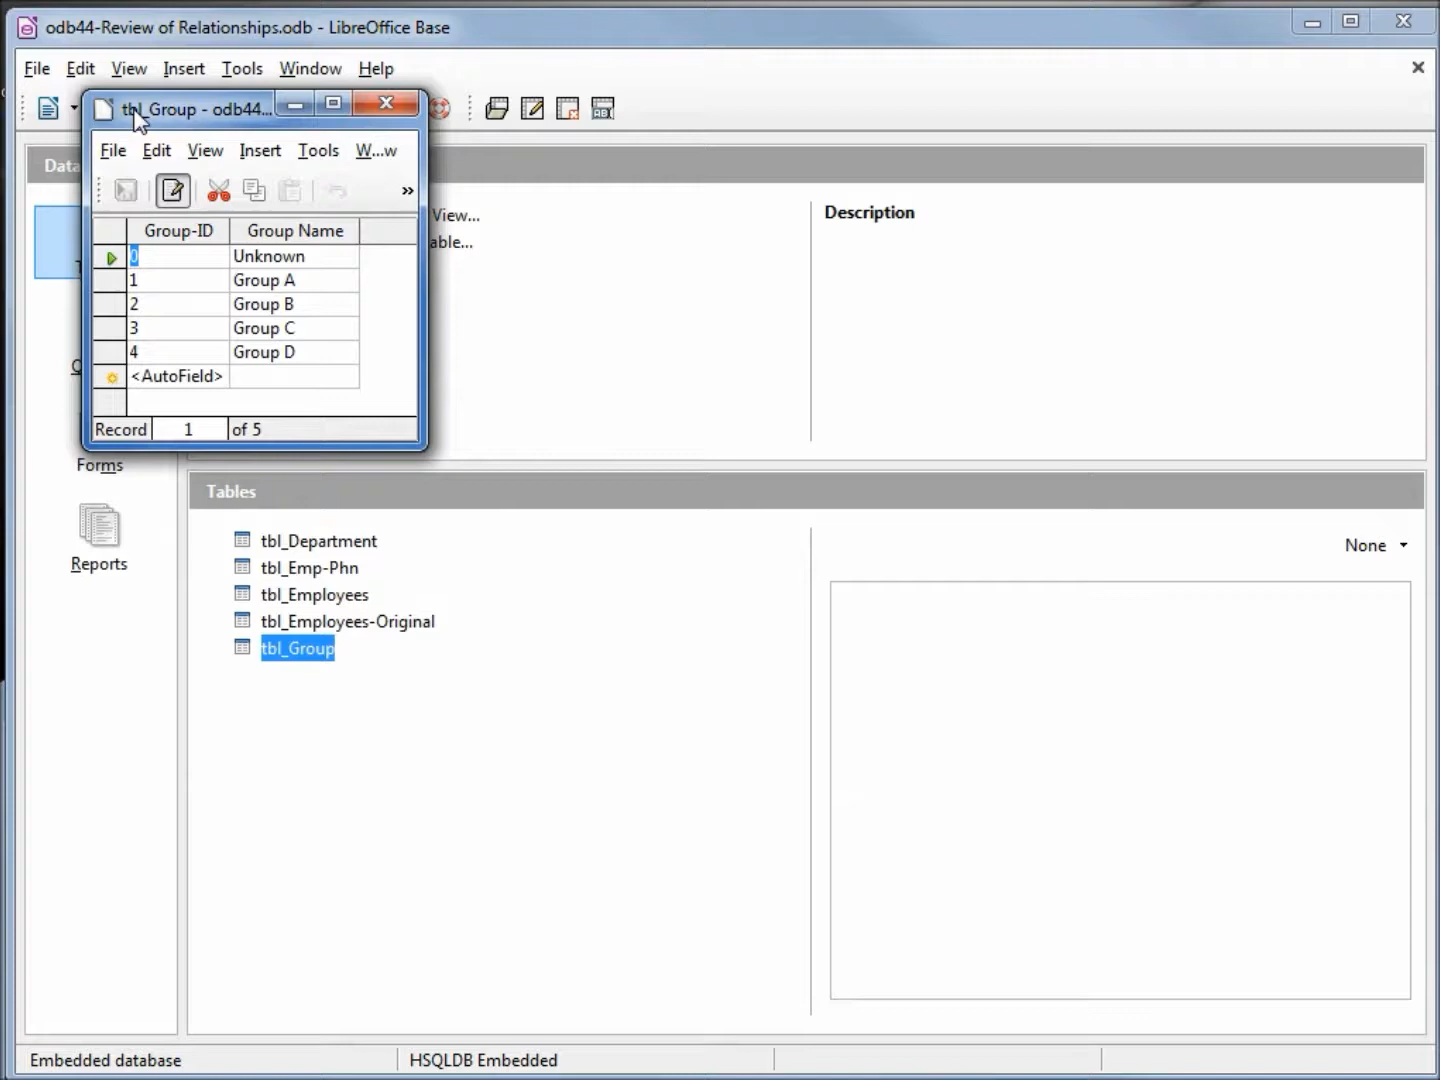 odb44-Review of Relationships.odb - LibreOffice Base
File Edit View Insert Tools Window Help
tbl_Group - odb44...
File Edit View Insert Tools W...w
Group-ID Group Name
0 Unknown
1 Group A
2 Group B
3 Group C
4 Group D
<AutoField>
Record 1 of 5
Data
View...
able...
Description
Forms
Reports
Tables
tbl_Department
tbl_Emp-Phn
tbl_Employees
tbl_Employees-Original
tbl_Group
None
Embedded database HSQLDB Embedded